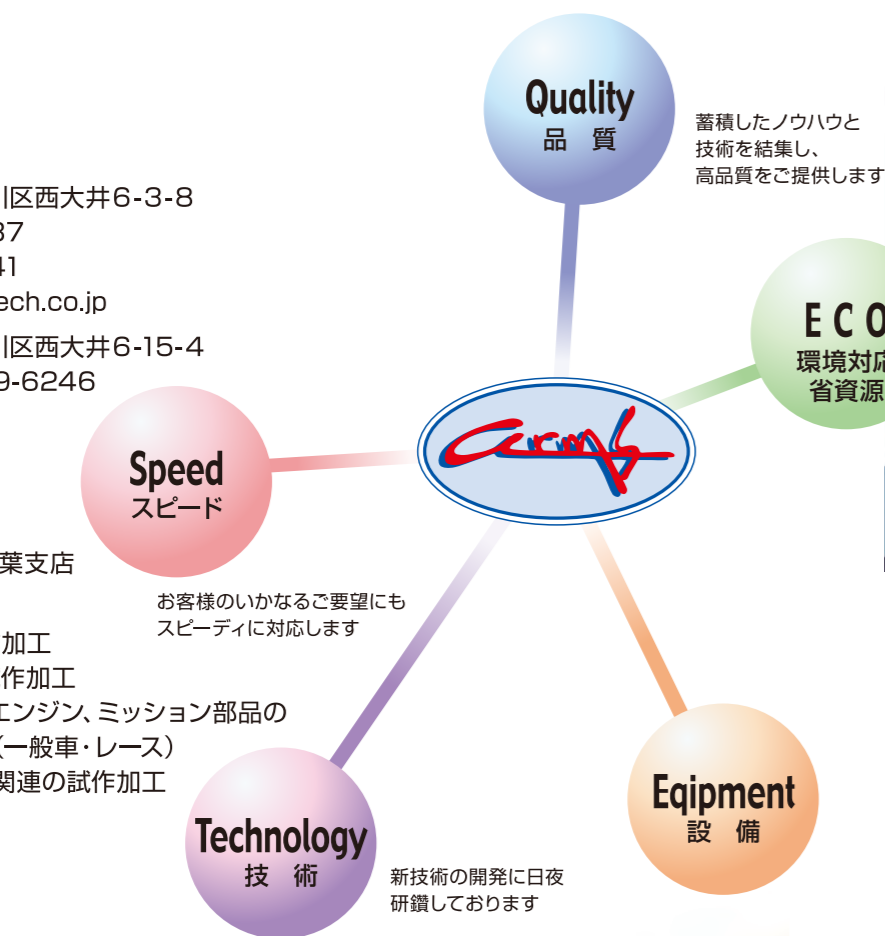 Quality
品 質
蓄積したノウハウと
技術を結集し、
高品質をご提供します
区西大井6-3-8
37
41
ech.co.jp
区西大井6-15-4
9-6246
E C O
環境対応
省資源
Speed
スピード
お客様のいかなるご要望にも
スピーディに対応します
葉支店
加工
作加工
エンジン、ミッション部品の
(一般車・レース)
関連の試作加工
Technology
技 術
新技術の開発に日夜
研鑽しております
Eqipment
設 備